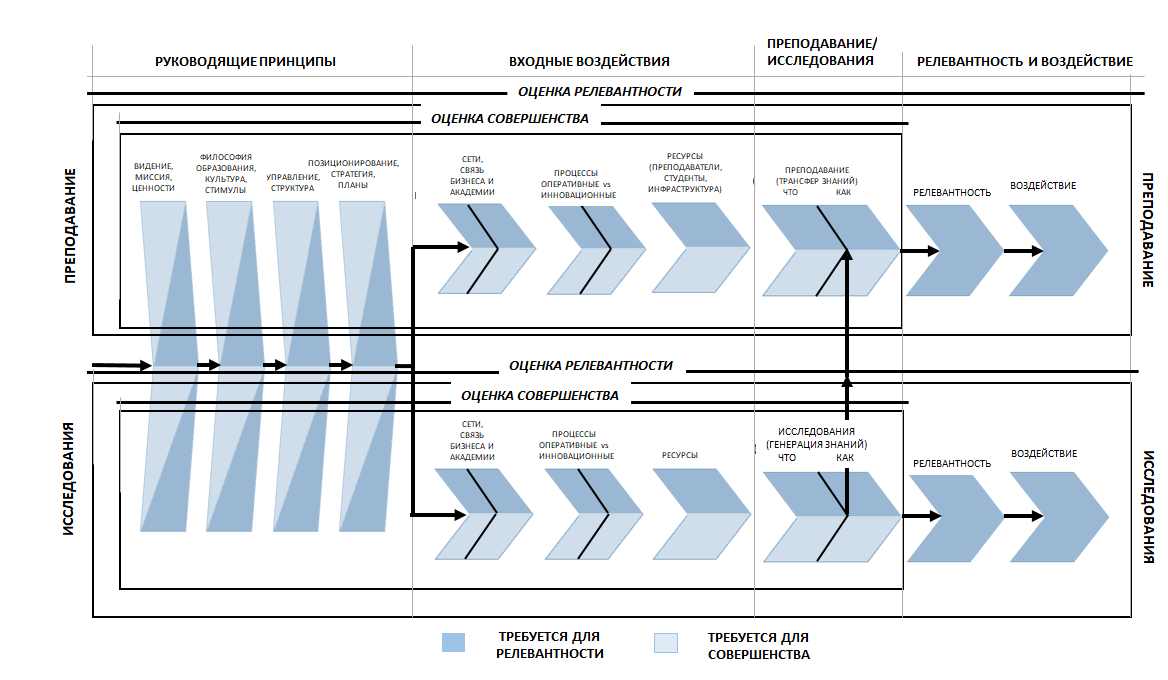 РУКОВОДЯЩИЕ ПРИНЦИПЫ
ВХОДНЫЕ ВОЗДЕЙСТВИЯ
ПРЕПОДАВАНИЕ/
ИССЛЕДОВАНИЯ
РЕЛЕВАНТНОСТЬ И ВОЗДЕЙСТВИЕ
ОЦЕНКА РЕЛЕВАНТНОСТИ
ОЦЕНКА СОВЕРШЕНСТВА
ПРЕПОДАВАНИЕ
ВИДЕНИЕ,
МИССИЯ,
ЦЕННОСТИ
ФИЛОСОФИЯ
ОБРАЗОВАНИЯ,
КУЛЬТУРА,
СТИМУЛЫ
УПРАВЛЕНИЕ,
СТРУКТУРА
ПОЗИЦИОНИРОВАНИЕ,
СТРАТЕГИЯ,
ПЛАНЫ
СЕТИ,
СВЯЗЬ
БИЗНЕСА И
АКАДЕМИИ
ПРОЦЕССЫ
ОПЕРАТИВНЫЕ vs
ИННОВАЦИОННЫЕ
РЕСУРСЫ
(ПРЕПОДАВАТЕЛИ,
СТУДЕНТЫ,
ИНФРАСТРУКТУРА)
ПРЕПОДАВАНИЕ
(ТРАНСФЕР ЗНАНИЙ)
ЧТО КАК
РЕЛЕВАНТНОСТЬ
ВОЗДЕЙСТВИЕ
ПРЕПОДАВАНИЕ
ОЦЕНКА РЕЛЕВАНТНОСТИ
ОЦЕНКА СОВЕРШЕНСТВА
ИССЛЕДОВАНИЯ
СЕТИ,
СВЯЗЬ
БИЗНЕСА И
АКАДЕМИИ
ПРОЦЕССЫ
ОПЕРАТИВНЫЕ vs
ИННОВАЦИОННЫЕ
РЕСУРСЫ
ИССЛЕДОВАНИЯ
(ГЕНЕРАЦИЯ ЗНАНИЙ)
ЧТО КАК
РЕЛЕВАНТНОСТЬ
ВОЗДЕЙСТВИЕ
ИССЛЕДОВАНИЯ
ТРЕБУЕТСЯ ДЛЯ
РЕЛЕВАНТНОСТИ
ТРЕБУЕТСЯ ДЛЯ
СОВЕРШЕНСТВА